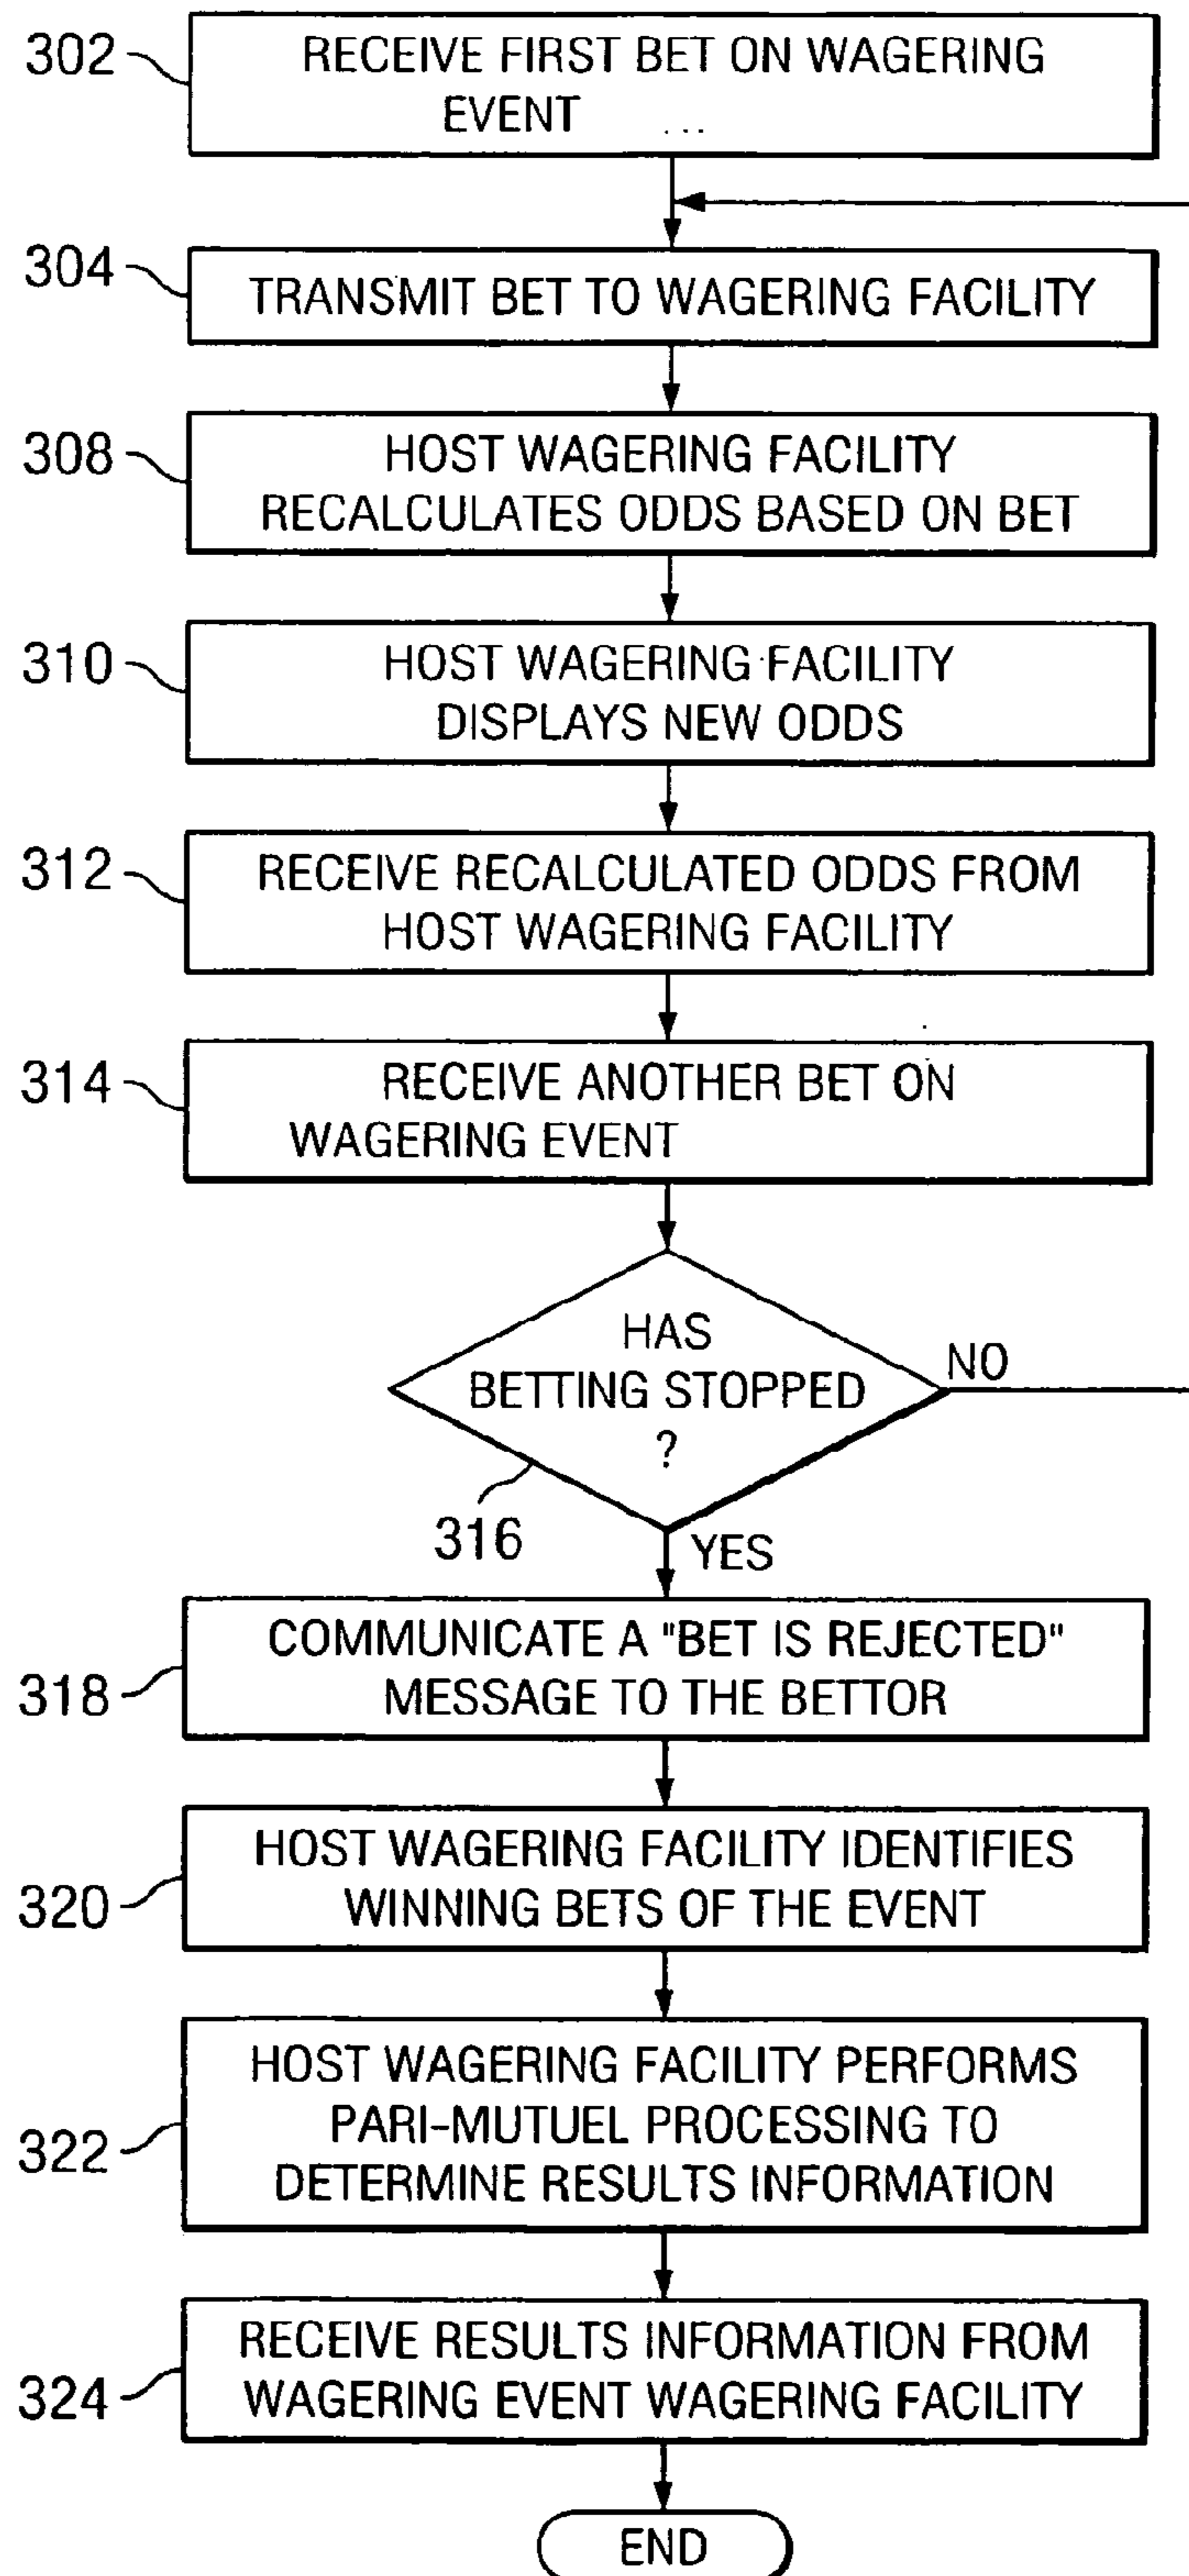 302
RECEIVE FIRST BET ON WAGERING
EVENT ...
304
TRANSMIT BET TO WAGERING FACILITY
308
HOST WAGERING FACILITY
RECALCULATES ODDS BASED ON BET
310
HOST WAGERING FACILITY
DISPLAYS NEW ODDS
312
RECEIVE RECALCULATED ODDS FROM
HOST WAGERING FACILITY
314
RECEIVE ANOTHER BET ON
WAGERING EVENT
HAS
BETTING STOPPED
?
NO
316
YES
318
COMMUNICATE A "BET IS REJECTED"
MESSAGE TO THE BETTOR
320
HOST WAGERING FACILITY IDENTIFIES
WINNING BETS OF THE EVENT
322
HOST WAGERING FACILITY PERFORMS
PARI-MUTUEL PROCESSING TO
DETERMINE RESULTS INFORMATION
324
RECEIVE RESULTS INFORMATION FROM
WAGERING EVENT WAGERING FACILITY
END